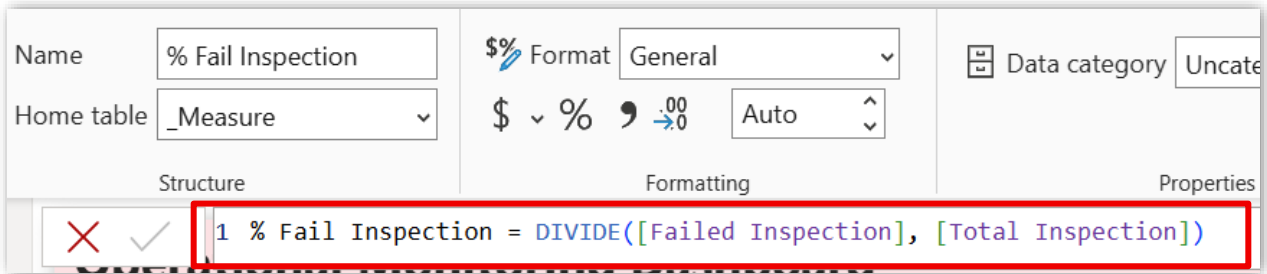 Name % Fail Inspection $% Format General Data category Uncate
Home table _Measure $ % 9 .00 .0 Auto
Structure Formatting Properties
1 % Fail Inspection = DIVIDE([Failed Inspection], [Total Inspection])